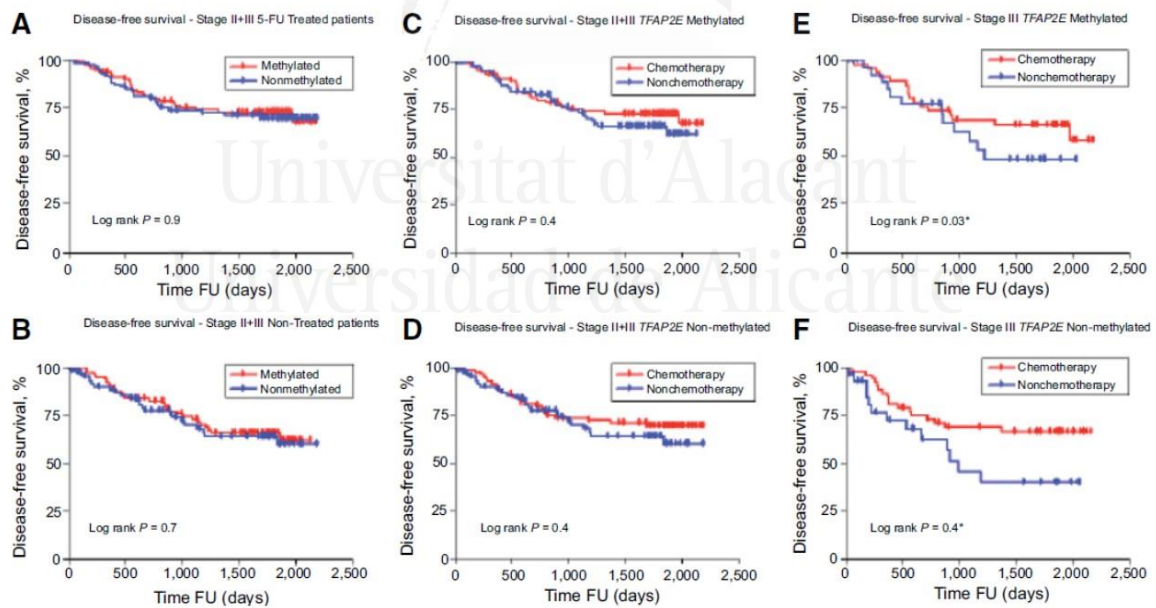 A
Disease-free survival - Stage II+III 5-FU Treated patients
Disease-free survival, %
100
75
50
25
0
Methylated
Nonmethylated
Log rank P = 0.9
0 500 1,000 1,500 2,000 2,500
Time FU (days)
C
Disease-free survival - Stage II+III TFAP2E Methylated
Disease-free survival, %
100
75
50
25
0
Chemotherapy
Nonchemotherapy
Log rank P = 0.4
0 500 1,000 1,500 2,000 2,500
Time FU (days)
E
Disease-free survival - Stage III TFAP2E Methylated
Disease-free survival, %
100
75
50
25
0
Chemotherapy
Nonchemotherapy
Log rank P = 0.03*
0 500 1,000 1,500 2,000 2,500
Time FU (days)
Universitat d'Alacant
Universidad de Alicante
B
Disease-free survival - Stage II+III Non-Treated patients
Disease-free survival, %
100
75
50
25
0
Methylated
Nonmethylated
Log rank P = 0.7
0 500 1,000 1,500 2,000 2,500
Time FU (days)
D
Disease-free survival - Stage II+III TFAP2E Non-methylated
Disease-free survival, %
100
75
50
25
0
Chemotherapy
Nonchemotherapy
Log rank P = 0.4
0 500 1,000 1,500 2,000 2,500
Time FU (days)
F
Disease-free survival - Stage III TFAP2E Non-methylated
Disease-free survival, %
100
75
50
25
0
Chemotherapy
Nonchemotherapy
Log rank P = 0.4*
0 500 1,000 1,500 2,000 2,500
Time FU (days)